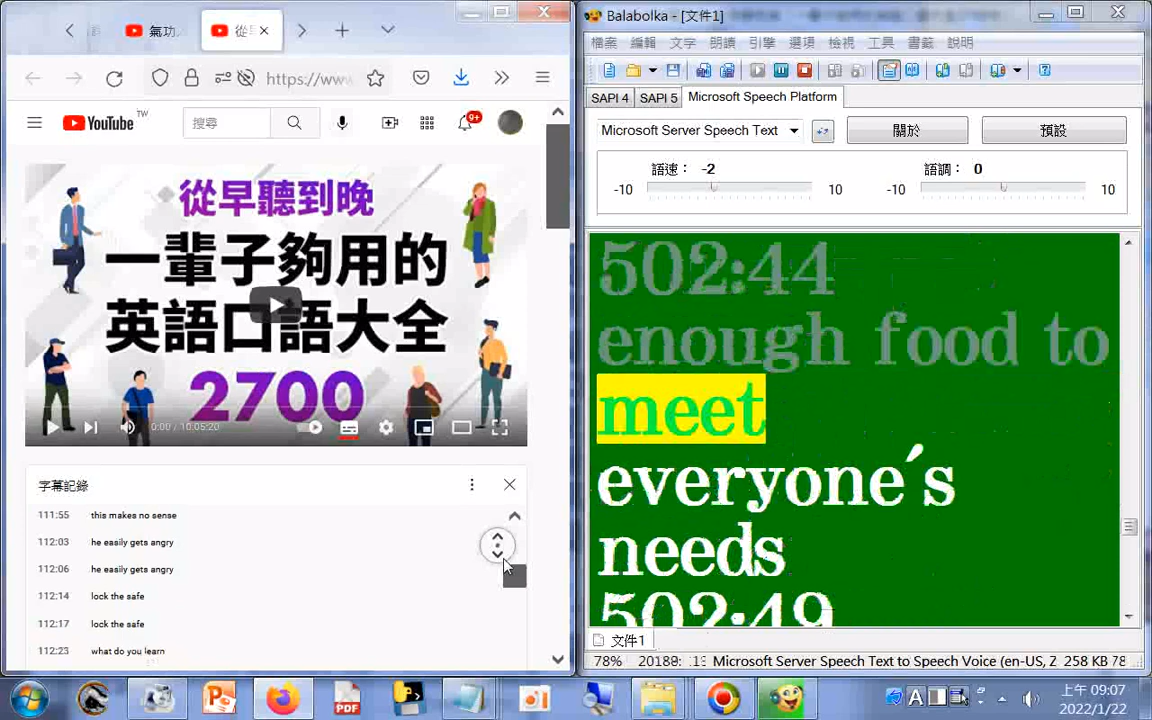 氣功
從
https://www
YouTube TW
搜尋
9+
從早聽到晚
一輩子夠用的
英語口語大全
2700
0:00 / 10:05:20
字幕記錄
111:55 this makes no sense
112:03 he easily gets angry
112:06 he easily gets angry
112:14 lock the safe
112:17 lock the safe
112:23 what do you learn
Balabolka - [文件1]
檔案 編輯 文字 朗讀 引擎 選項 檢視 工具 書籤 說明
SAPI 4 SAPI 5 Microsoft Speech Platform
Microsoft Server Speech Text 關於 預設
語速： -2 語調： 0
-10 10 -10 10
502:44
enough food to
meet
everyone's
needs
502:49
文件1
78% Microsoft Server Speech Text to Speech Voice (en-US, Z 258 KB 78
PDF
A
上午 09:07
2022/1/22